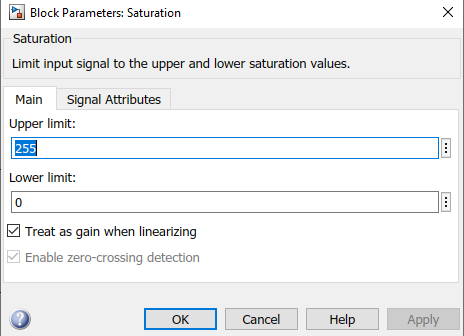 Block Parameters: Saturation
Saturation
Limit input signal to the upper and lower saturation values.
Main
Signal Attributes
Upper limit:
255
Lower limit:
0
Treat as gain when linearizing
Enable zero-crossing detection
OK
Cancel
Help
Apply